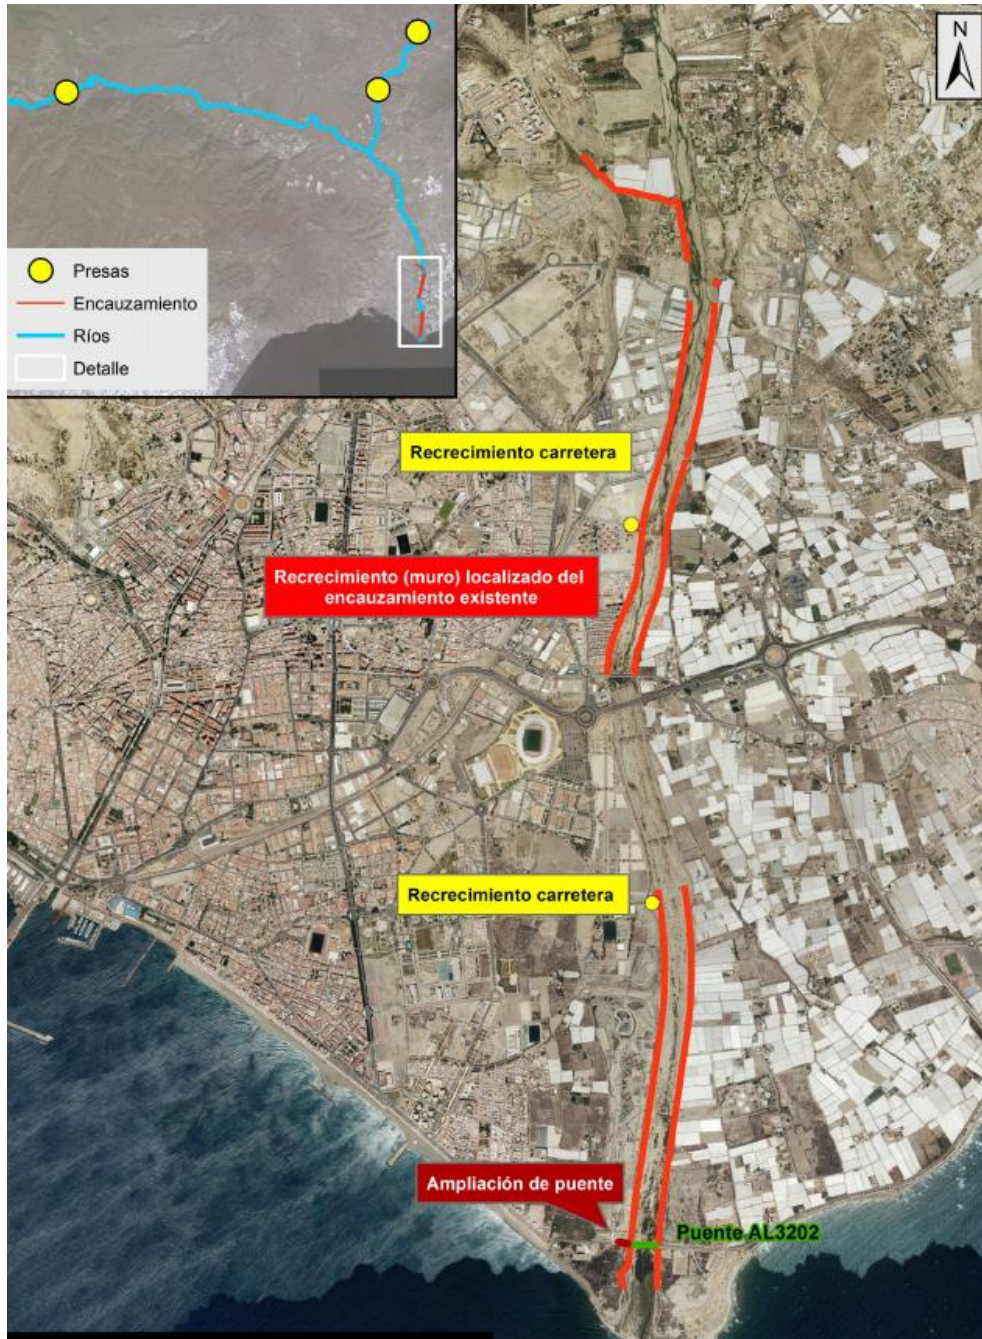 N
Presas
Encauzamiento
Ríos
Detalle
Recrecimiento carretera
Recrecimiento (muro) localizado del
encauzamiento existente
Recrecimiento carretera
Ampliación de puente
Puente AL3202